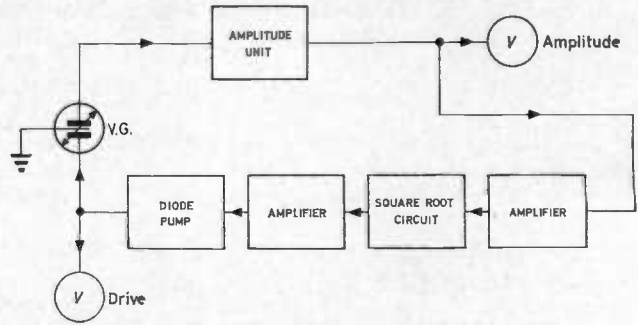 AMPLITUDE
UNIT
V Amplitude
V.G.
DIODE
PUMP
AMPLIFIER
SQUARE ROOT
CIRCUIT
AMPLIFIER
V Drive